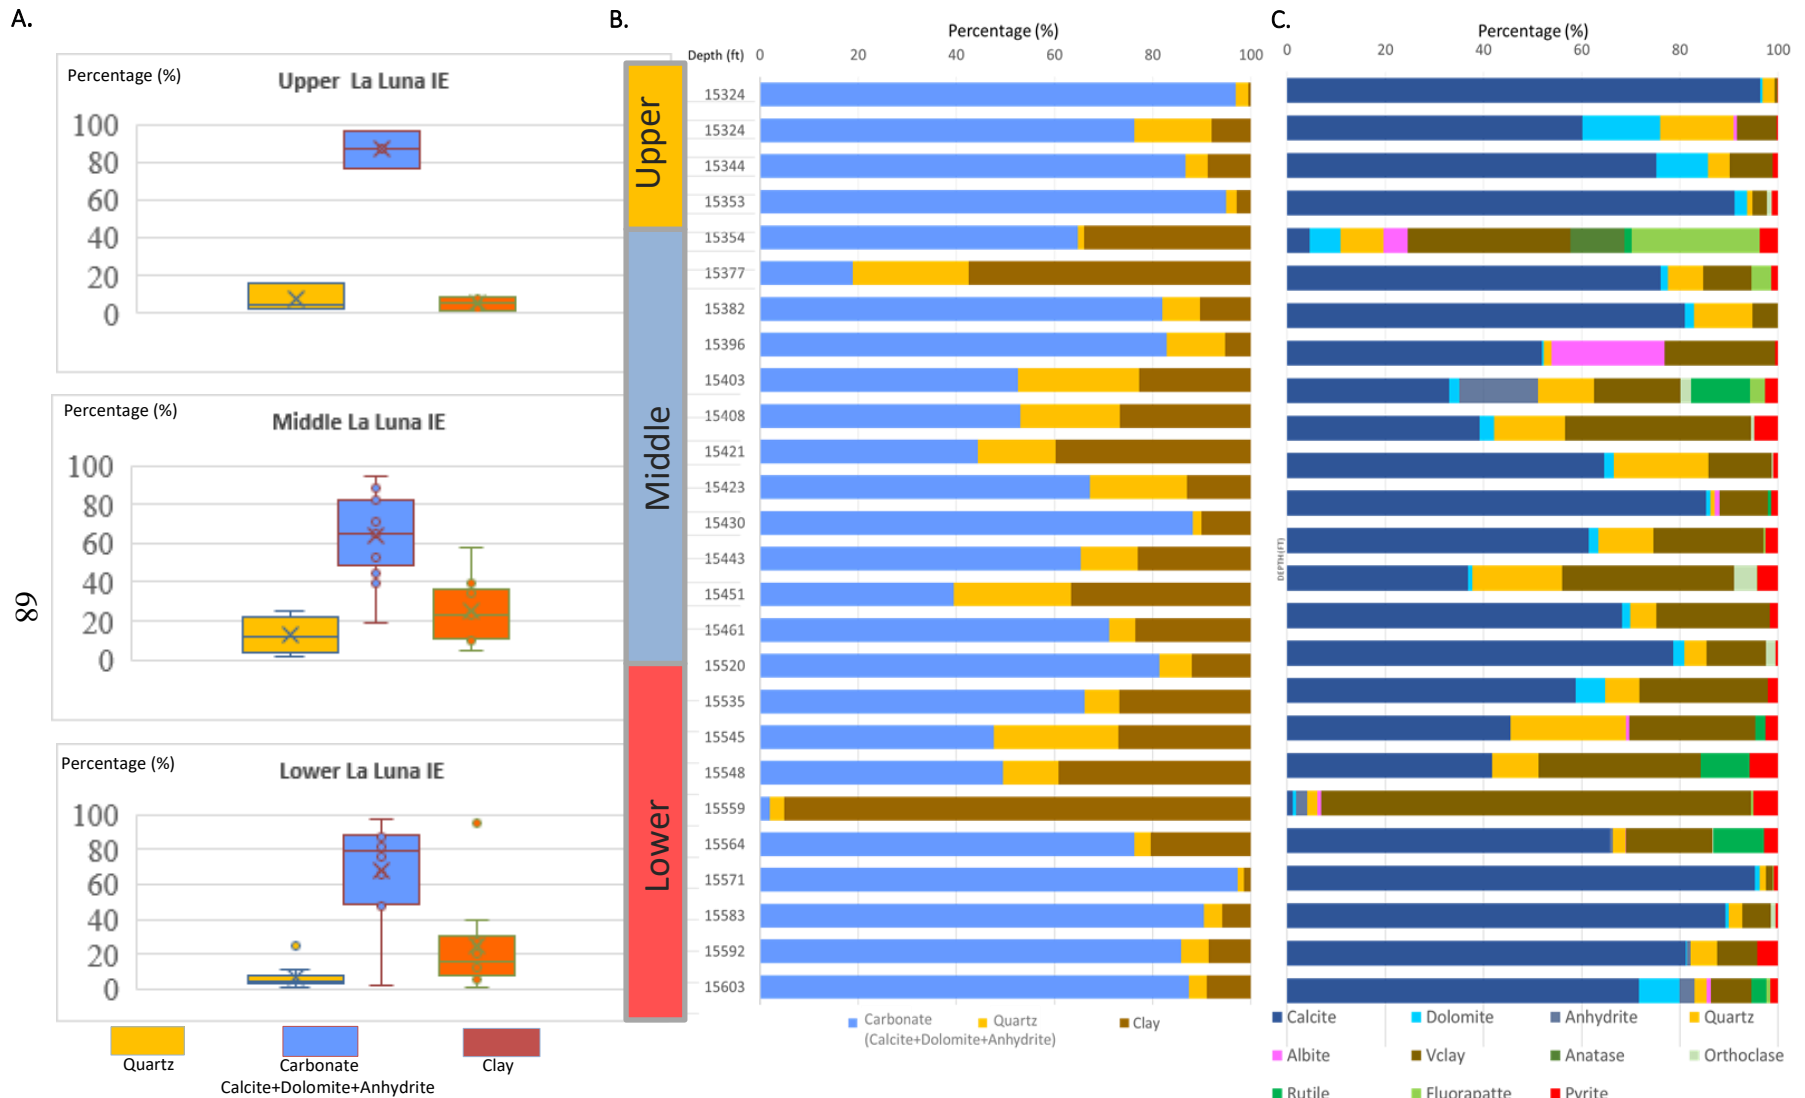 A.
B.
C.
Percentage (%)
Upper La Luna IE
100
80
60
40
20
0
Percentage (%)
Middle La Luna IE
100
80
60
40
20
0
Percentage (%)
Lower La Luna IE
100
80
60
40
20
0
Quartz
Carbonate
Calcite+Dolomite+Anhydrite
Clay
89
Upper
Middle
Lower
Percentage (%)
Depth (ft)
0 20 40 60 80 100
15324
15324
15344
15353
15354
15377
15382
15396
15403
15408
15421
15423
15430
15443
15451
15461
15520
15535
15545
15548
15559
15564
15571
15583
15592
15603
Carbonate
(Calcite+Dolomite+Anhydrite)
Quartz
Clay
Percentage (%)
0 20 40 60 80 100
DEPTH (FT)
Calcite Dolomite Anhydrite Quartz
Albite Vclay Anatase Orthoclase
Rutile Fluorapatte Pyrite